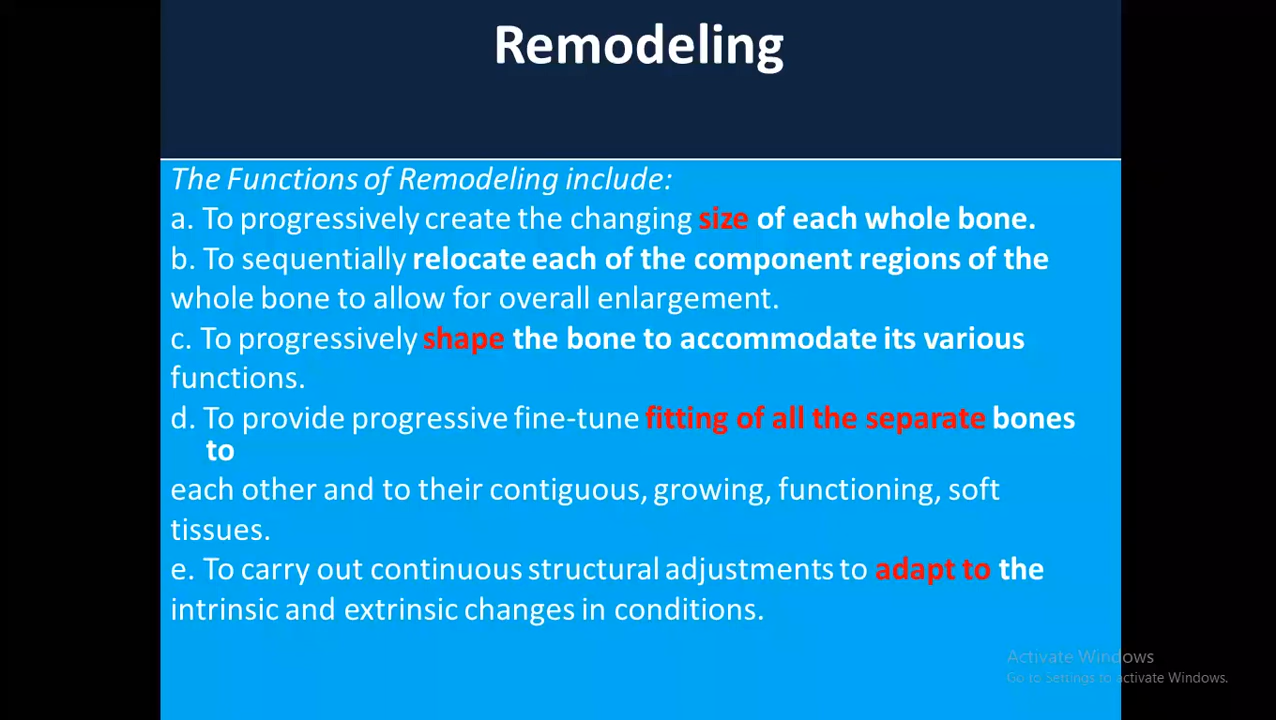 Remodeling
The Functions of Remodeling include:
a. To progressively create the changing size of each whole bone.
b. To sequentially relocate each of the component regions of the
whole bone to allow for overall enlargement.
c. To progressively shape the bone to accommodate its various
functions.
d. To provide progressive fine-tune fitting of all the separate bones
to
each other and to their contiguous, growing, functioning, soft
tissues.
e. To carry out continuous structural adjustments to adapt to the
intrinsic and extrinsic changes in conditions.
Activate Windows
Go to Settings to activate Windows.